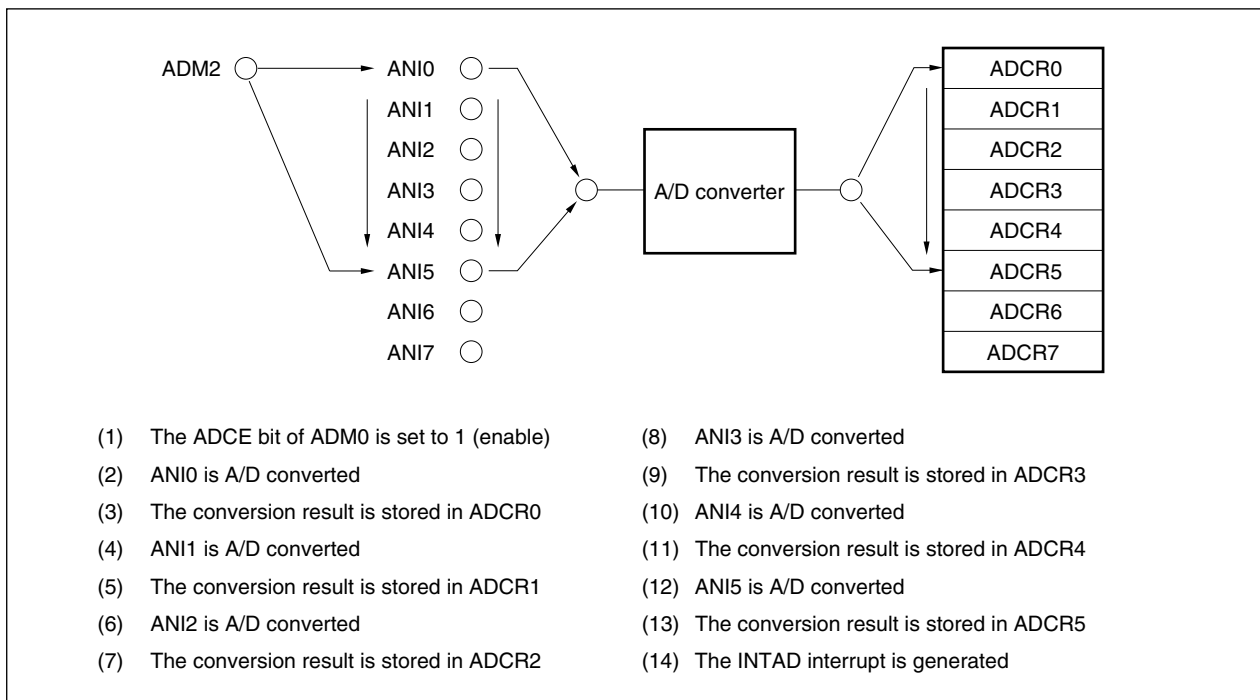 ADM2
ANI0
ANI1
ANI2
ANI3
ANI4
ANI5
ANI6
ANI7
A/D converter
ADCR0
ADCR1
ADCR2
ADCR3
ADCR4
ADCR5
ADCR6
ADCR7
(1) The ADCE bit of ADM0 is set to 1 (enable)
(2) ANI0 is A/D converted
(3) The conversion result is stored in ADCR0
(4) ANI1 is A/D converted
(5) The conversion result is stored in ADCR1
(6) ANI2 is A/D converted
(7) The conversion result is stored in ADCR2
(8) ANI3 is A/D converted
(9) The conversion result is stored in ADCR3
(10) ANI4 is A/D converted
(11) The conversion result is stored in ADCR4
(12) ANI5 is A/D converted
(13) The conversion result is stored in ADCR5
(14) The INTAD interrupt is generated